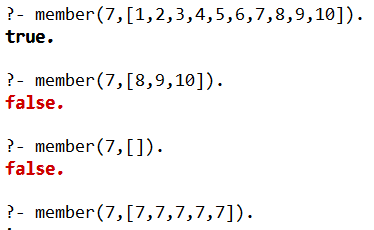 ?- member(7,[1,2,3,4,5,6,7,8,9,10]).
true.
?- member(7,[8,9,10]).
false.
?- member(7,[]).
false.
?- member(7,[7,7,7,7,7]).